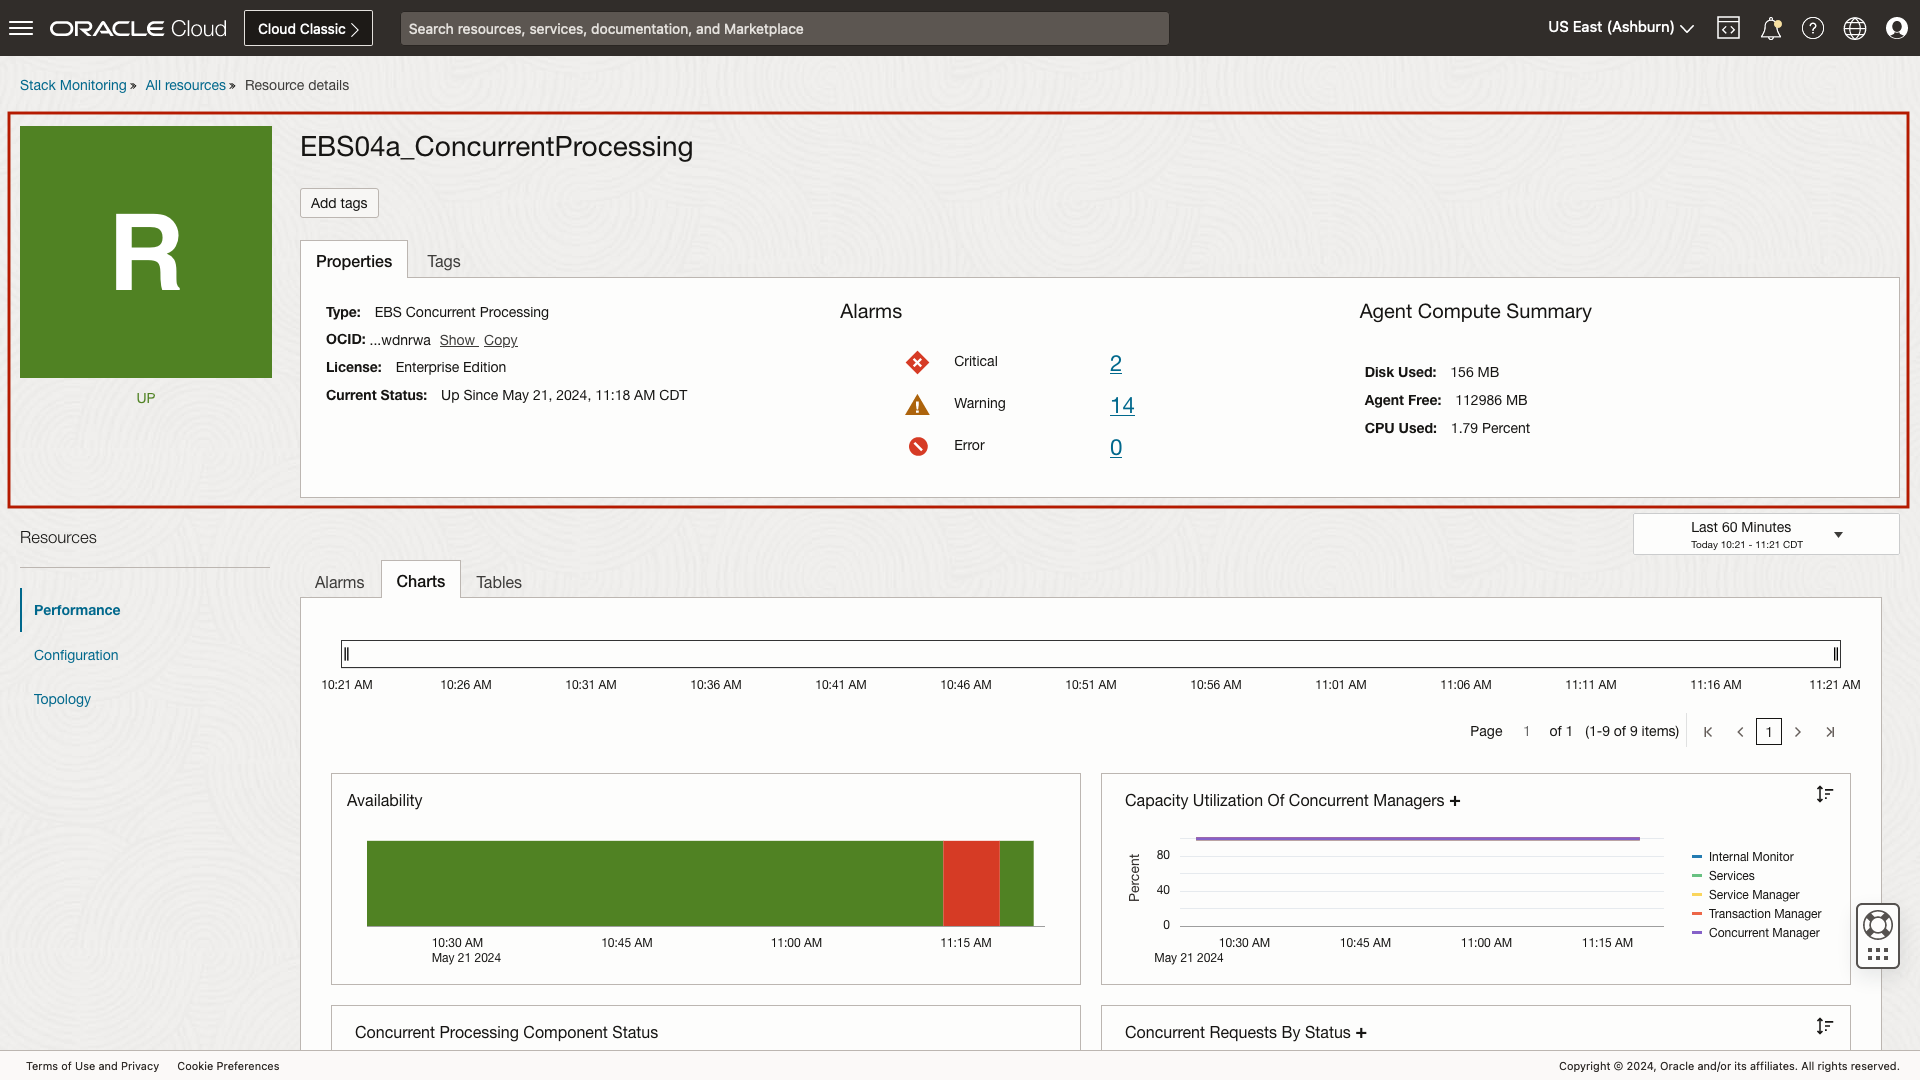 ORACLE Cloud
Cloud Classic
Search resources, services, documentation, and Marketplace
US East (Ashburn)
Stack Monitoring » All resources » Resource details
R
UP
EBS04a_ConcurrentProcessing
Add tags
Properties
Tags
Type: EBS Concurrent Processing
OCID: ...wdnrwa Show Copy
License: Enterprise Edition
Current Status: Up Since May 21, 2024, 11:18 AM CDT
Alarms
Critical 2
Warning 14
Error 0
Agent Compute Summary
Disk Used: 156 MB
Agent Free: 112986 MB
CPU Used: 1.79 Percent
Resources
Performance
Configuration
Topology
Last 60 Minutes
Today 10:21 - 11:21 CDT
Alarms
Charts
Tables
10:21 AM 10:26 AM 10:31 AM 10:36 AM 10:41 AM 10:46 AM 10:51 AM 10:56 AM 11:01 AM 11:06 AM 11:11 AM 11:16 AM 11:21 AM
Page 1 of 1 (1-9 of 9 items) 1
Availability
10:30 AM 10:45 AM 11:00 AM 11:15 AM
May 21 2024
Capacity Utilization Of Concurrent Managers +
Percent
80
40
0
10:30 AM 10:45 AM 11:00 AM 11:15 AM
May 21 2024
Internal Monitor
Services
Service Manager
Transaction Manager
Concurrent Manager
Concurrent Processing Component Status
Concurrent Requests By Status +
Terms of Use and Privacy
Cookie Preferences
Copyright © 2024, Oracle and/or its affiliates. All rights reserved.